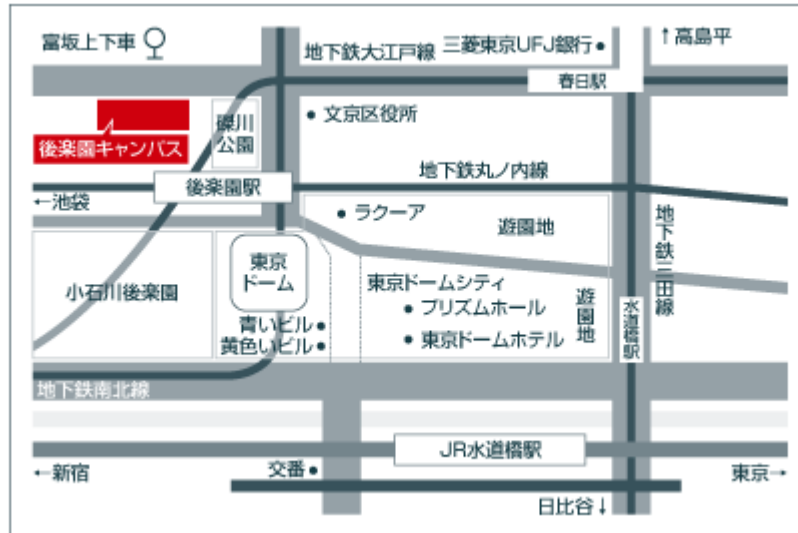 富坂上下車
地下鉄大江戸線
三菱東京UFJ銀行
↑高島平
春日駅
後楽園キャンパス
礫川
公園
文京区役所
後楽園駅
地下鉄丸ノ内線
←池袋
ラクーア
遊園地
地下鉄三田線
小石川後楽園
東京
ドーム
東京ドームシティ
プリズムホール
東京ドームホテル
遊園地
水道橋駅
青いビル
黄色いビル
地下鉄南北線
JR水道橋駅
←新宿
交番
東京→
日比谷↓